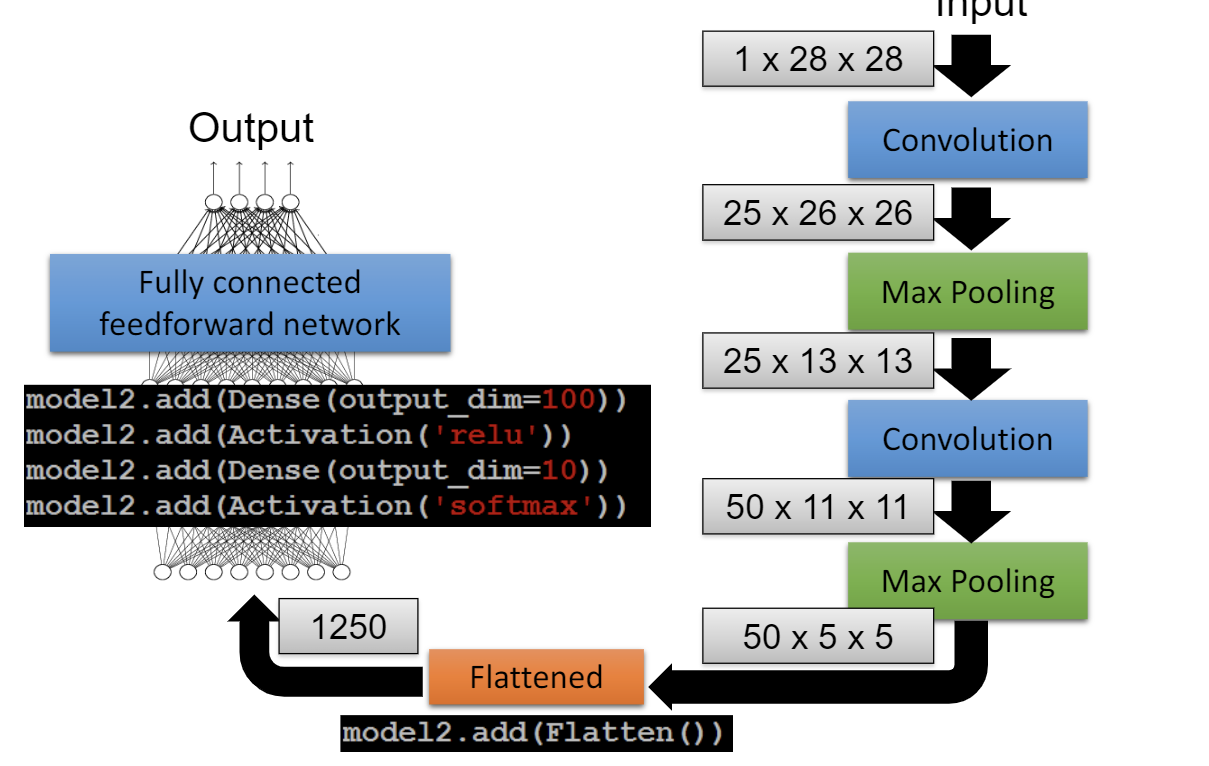 Input
1 x 28 x 28
Convolution
25 x 26 x 26
Max Pooling
25 x 13 x 13
Convolution
50 x 11 x 11
Max Pooling
50 x 5 x 5
Flattened
model2.add(Flatten())
1250
Output
Fully connected
feedforward network
model2.add(Dense(output_dim=100))
model2.add(Activation('relu'))
model2.add(Dense(output_dim=10))
model2.add(Activation('softmax'))